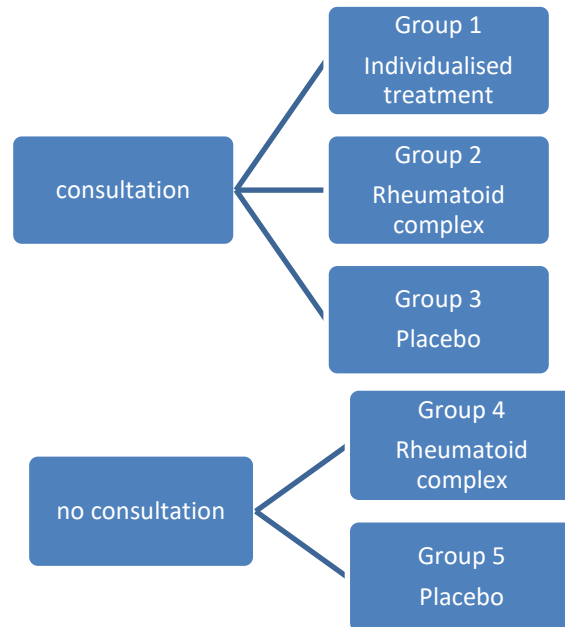 consultation
Group 1
Individualised
treatment
Group 2
Rheumatoid
complex
Group 3
Placebo
no consultation
Group 4
Rheumatoid
complex
Group 5
Placebo